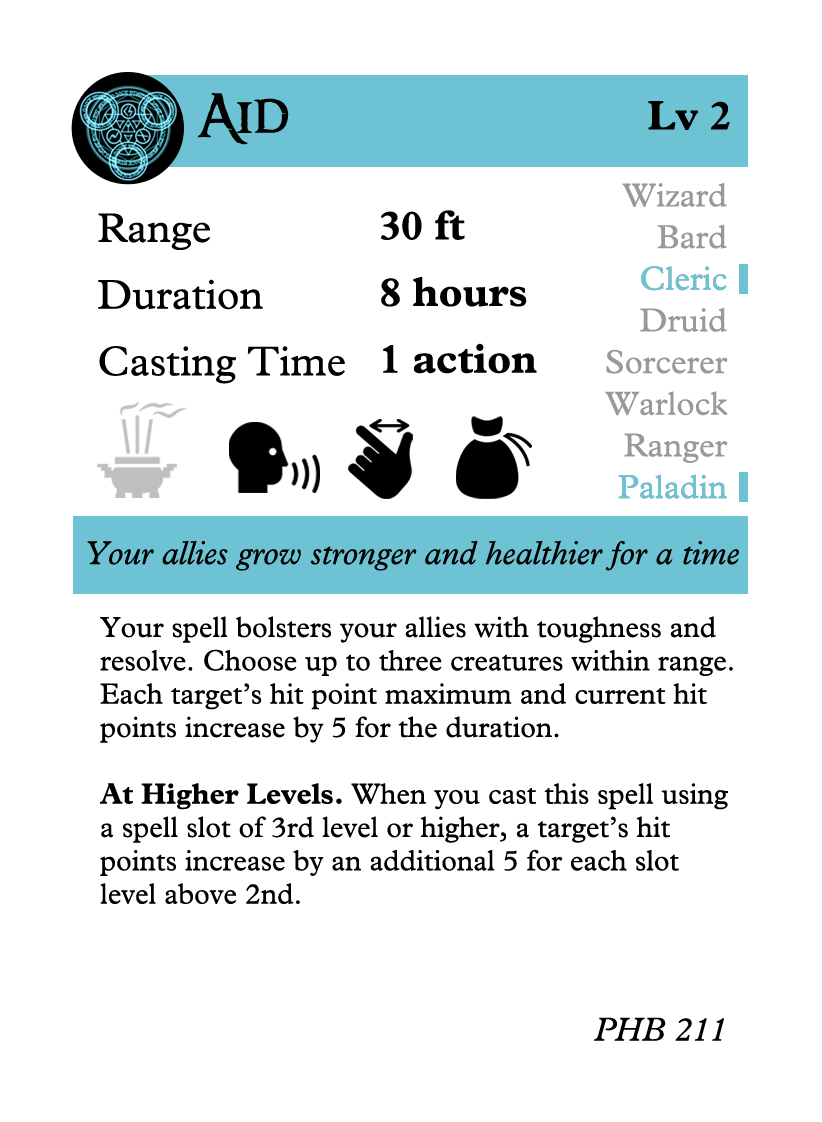 Aid
Lv 2
Range 30 ft
Duration 8 hours
Casting Time 1 action
Wizard
Bard
Cleric
Druid
Sorcerer
Warlock
Ranger
Paladin
Your allies grow stronger and healthier for a time
Your spell bolsters your allies with toughness and
resolve. Choose up to three creatures within range.
Each target's hit point maximum and current hit
points increase by 5 for the duration.
At Higher Levels. When you cast this spell using
a spell slot of 3rd level or higher, a target's hit
points increase by an additional 5 for each slot
level above 2nd.
PHB 211